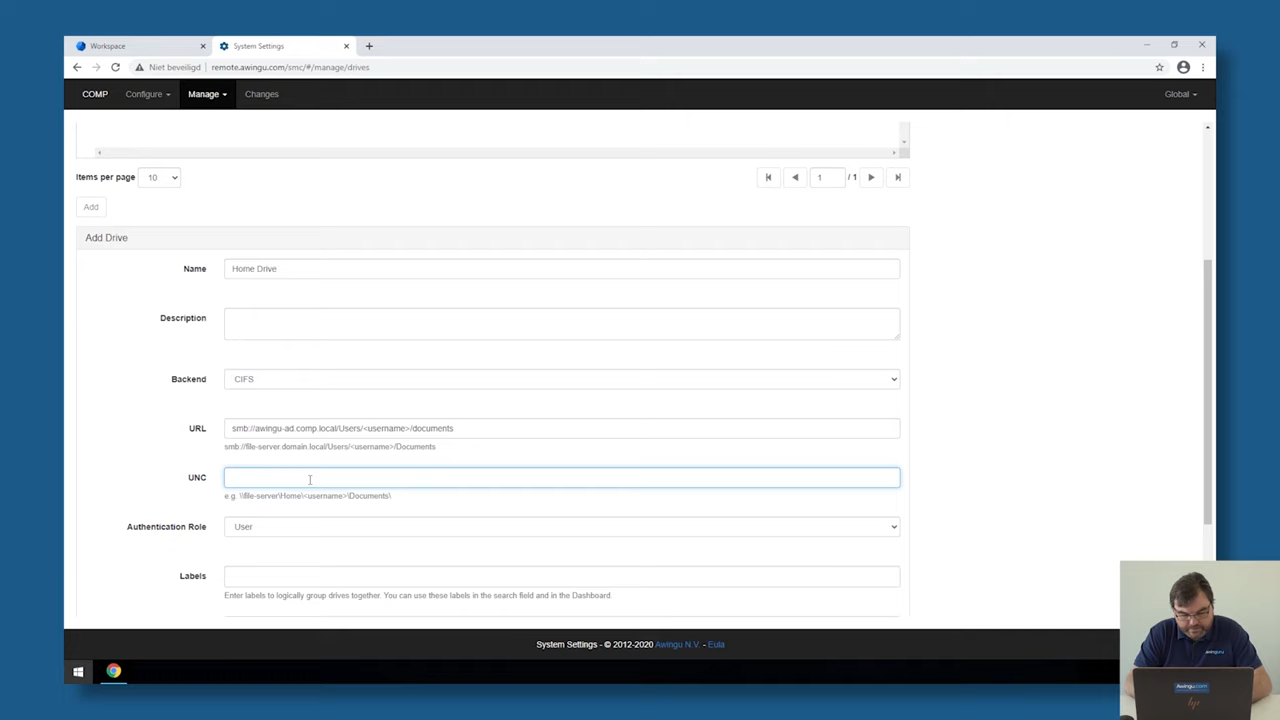 Workspace
System Settings
Niet beveiligd
remote.awingu.com/smc/#/manage/drives
COMP
Configure
Manage
Changes
Global
Items per page
10
1
/ 1
Add
Add Drive
Name
Home Drive
Description
Backend
CIFS
URL
smb://awingu-ad.comp.local/Users/<username>/documents
smb://file-server.domain.local/Users/<username>/Documents
UNC
e.g. \\file-server\Home\<username>\Documents\
Authentication Role
User
Labels
Enter labels to logically group drives together. You can use these labels in the search field and in the Dashboard.
System Settings - © 2012-2020 Awingu N.V. - Eula
awingu
Awingu.com
hp